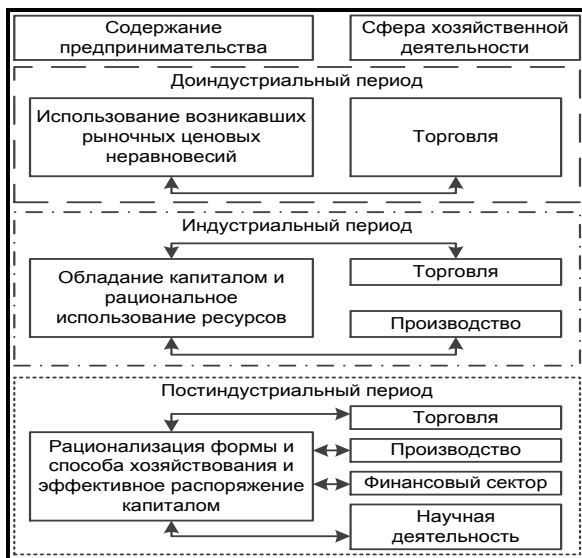 Содержание
предпринимательства
Сфера хозяйственной
деятельности
Доиндустриальный период
Использование возникавших
рыночных ценовых
неравновесий
Торговля
Индустриальный период
Обладание капиталом и
рациональное
использование ресурсов
Торговля
Производство
Постиндустриальный период
Рационализация формы и
способа хозяйствования и
эффективное распоряжение
капиталом
Торговля
Производство
Финансовый сектор
Научная
деятельность